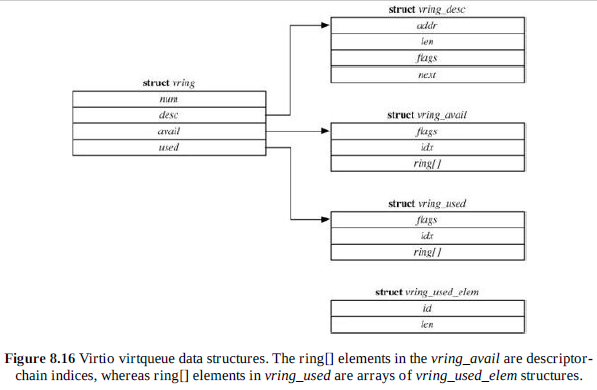 struct vring_desc
addr
len
flags
next
struct vring
num
desc
avail
used
struct vring_avail
flags
idx
ring[]
struct vring_used
flags
idx
ring[]
struct vring_used_elem
id
len
Figure 8.16 Virtio virtqueue data structures. The ring[] elements in the vring_avail are descriptor-
chain indices, whereas ring[] elements in vring_used are arrays of vring_used_elem structures.